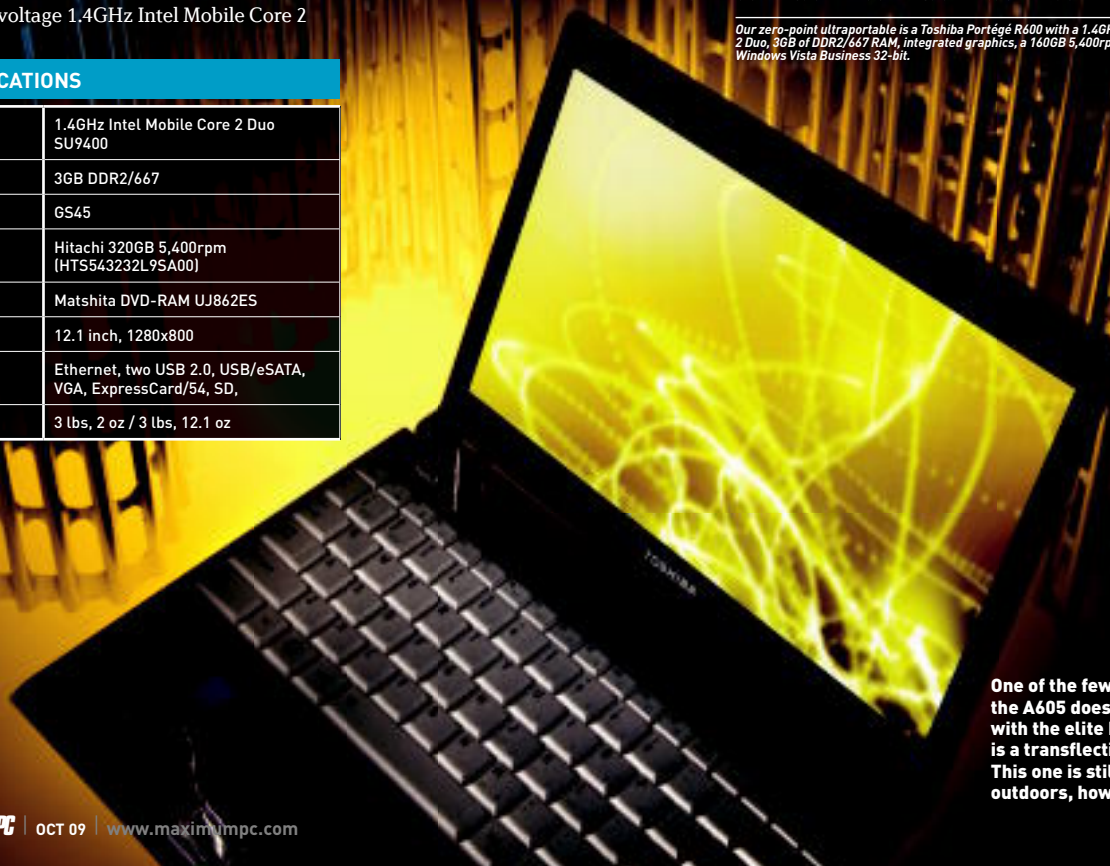 voltage 1.4GHz Intel Mobile Core 2
Our zero-point ultraportable is a Toshiba Portégé R600 with a 1.4GH
2 Duo, 3GB of DDR2/667 RAM, integrated graphics, a 160GB 5,400rp
Windows Vista Business 32-bit.
CATIONS
1.4GHz Intel Mobile Core 2 Duo
SU9400
3GB DDR2/667
GS45
Hitachi 320GB 5,400rpm
(HTS543232L9SA00)
Matshita DVD-RAM UJ862ES
12.1 inch, 1280x800
Ethernet, two USB 2.0, USB/eSATA,
VGA, ExpressCard/54, SD,
3 lbs, 2 oz / 3 lbs, 12.1 oz
TOSHIBA
One of the few
the A605 does
with the elite
is a transflecti
This one is stil
outdoors, how
PC | OCT 09 | www.maximumpc.com